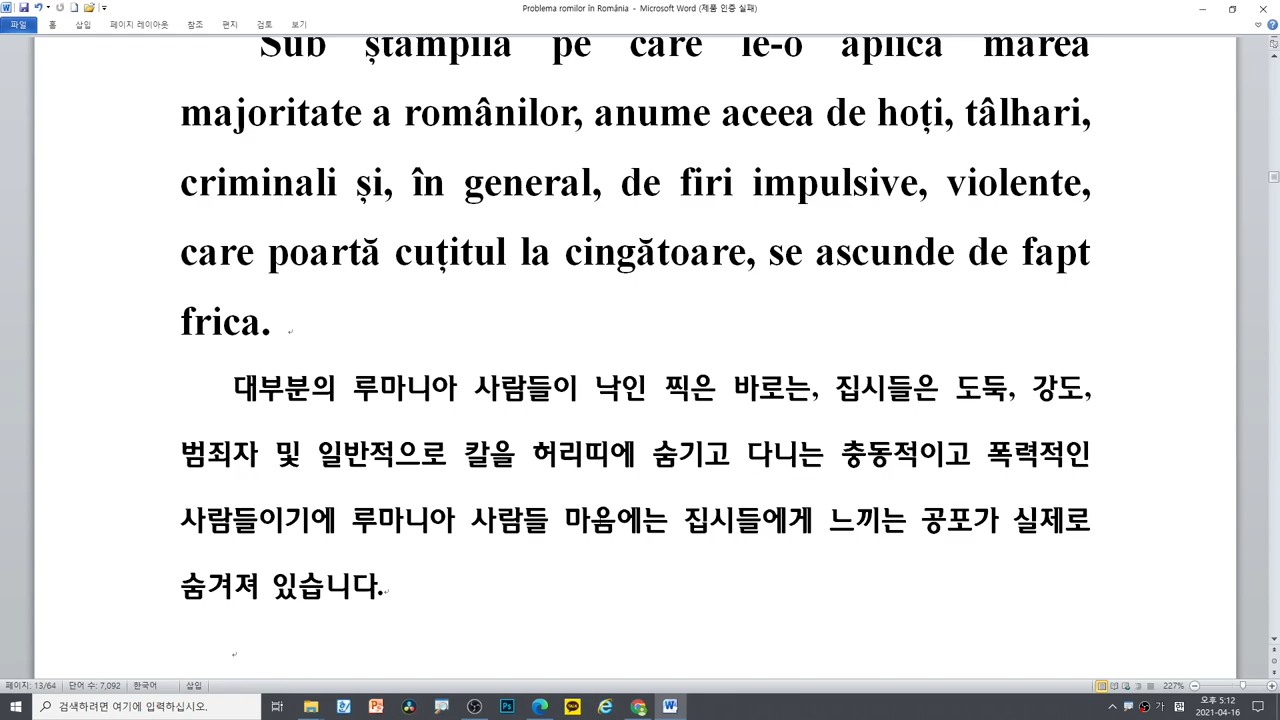 Problema romilor în România - Microsoft Word (제품 인증 실패)
파일 홈 삽입 페이지 레이아웃 참조 편지 검토 보기
Sub ștampila pe care le-o aplică marea
majoritate a românilor, anume aceea de hoți, tâlhari,
criminali și, în general, de firi impulsive, violente,
care poartă cuțitul la cingătoare, se ascunde de fapt
frica.
대부분의 루마니아 사람들이 낙인 찍은 바로는, 집시들은 도둑, 강도,
범죄자 및 일반적으로 칼을 허리띠에 숨기고 다니는 충동적이고 폭력적인
사람들이기에 루마니아 사람들 마음에는 집시들에게 느끼는 공포가 실제로
숨겨져 있습니다.
페이지: 13/64 단어 수: 7,092 한국어 삽입 227%
검색하려면 여기에 입력하십시오. 가 오후 5:12
2021-04-16